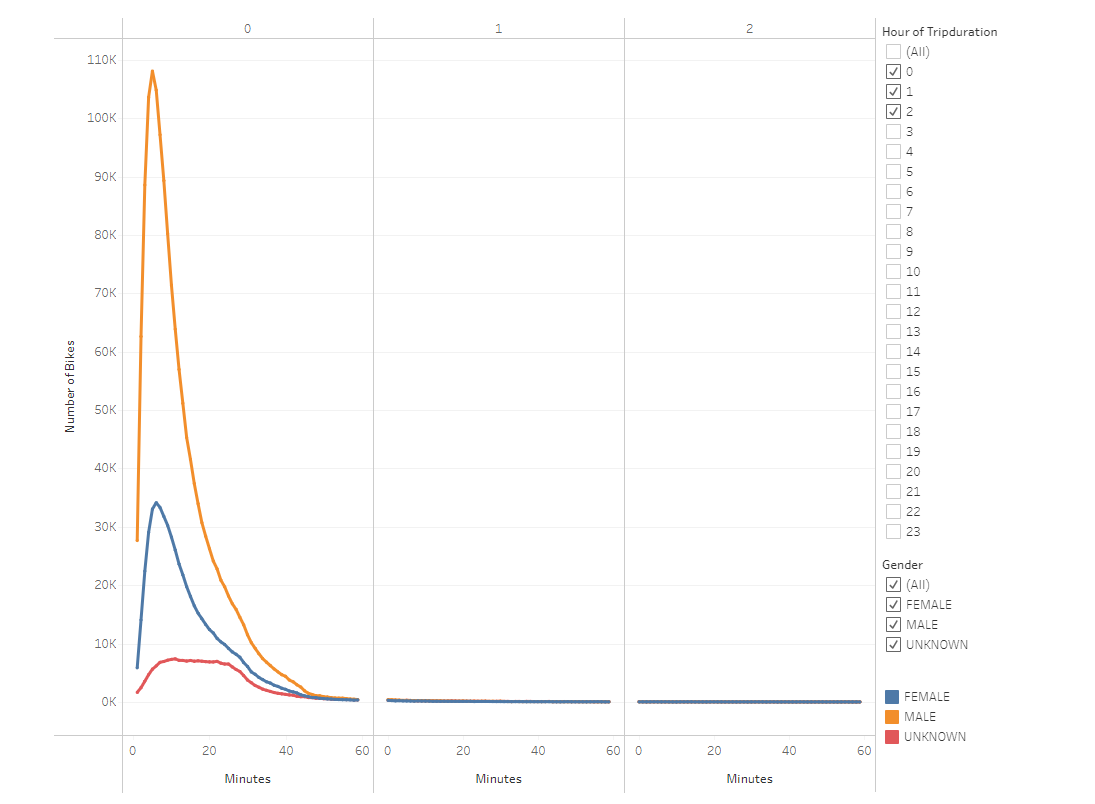 0 1 2
110K
100K
90K
80K
70K
60K
50K
40K
30K
20K
10K
0K
Number of Bikes
0 20 40 60 0 20 40 60 0 20 40 60
Minutes Minutes Minutes
Hour of Tripduration
(All)
0
1
2
3
4
5
6
7
8
9
10
11
12
13
14
15
16
17
18
19
20
21
22
23
Gender
(All)
FEMALE
MALE
UNKNOWN
FEMALE
MALE
UNKNOWN